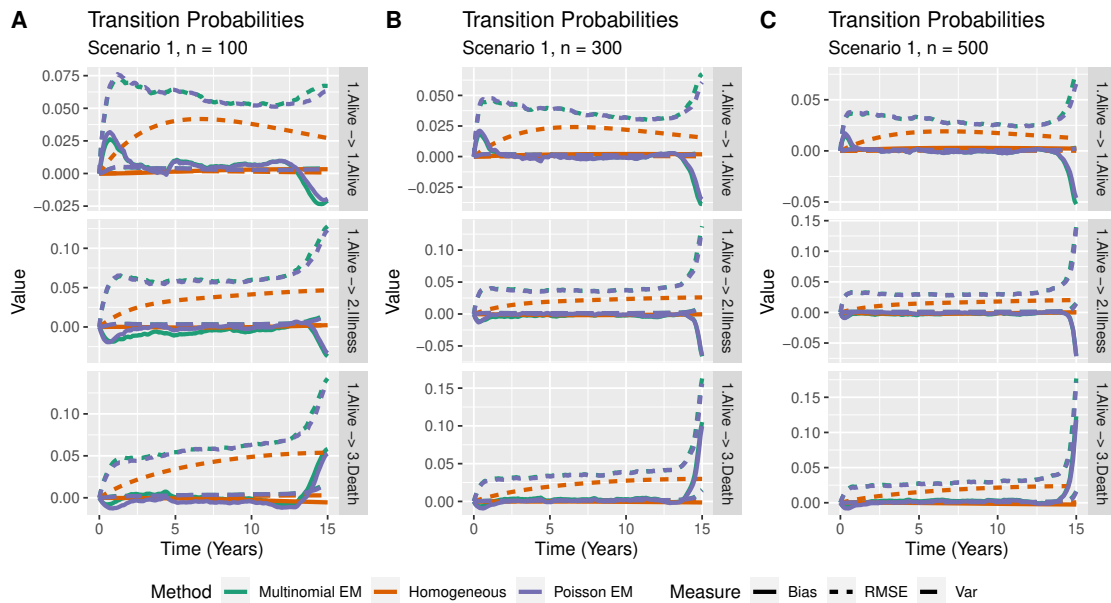 A
Transition Probabilities
Scenario 1, n = 100
0.075
0.050
0.025
0.000
−0.025
1.Alive −> 1.Alive
0.10
0.05
0.00
1.Alive −> 2.Illness
0.10
0.05
0.00
1.Alive −> 3.Death
Value
0 5 10 15
Time (Years)
B
Transition Probabilities
Scenario 1, n = 300
0.050
0.025
0.000
−0.025
1.Alive −> 1.Alive
0.10
0.05
0.00
−0.05
1.Alive −> 2.Illness
0.15
0.10
0.05
0.00
1.Alive −> 3.Death
Value
0 5 10 15
Time (Years)
C
Transition Probabilities
Scenario 1, n = 500
0.05
0.00
−0.05
1.Alive −> 1.Alive
0.15
0.10
0.05
0.00
−0.05
1.Alive −> 2.Illness
0.15
0.10
0.05
0.00
1.Alive −> 3.Death
Value
0 5 10 15
Time (Years)
Method Multinomial EM Homogeneous Poisson EM Measure Bias RMSE Var